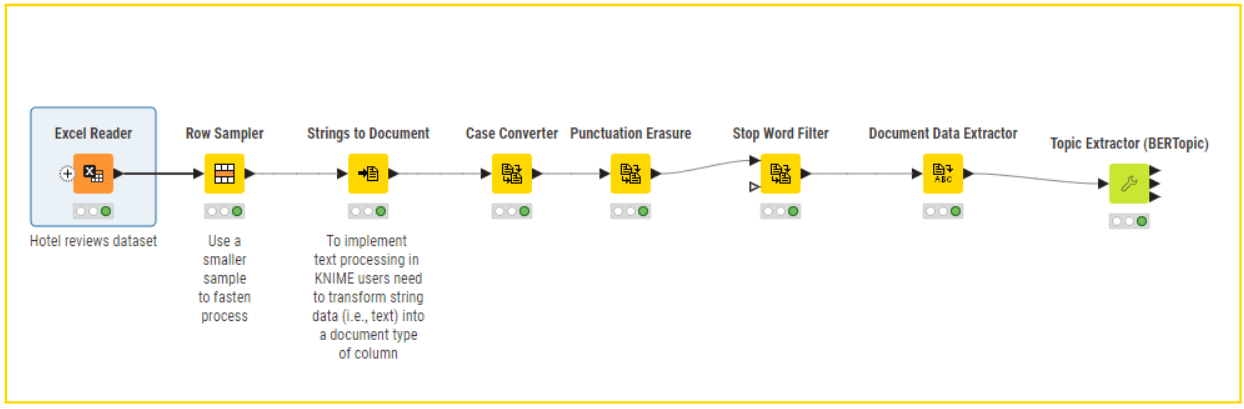 Excel Reader
Row Sampler
Strings to Document
Case Converter
Punctuation Erasure
Stop Word Filter
Document Data Extractor
Topic Extractor (BERTopic)
X
ABC
Hotel reviews dataset
Use a
smaller
sample
to fasten
process
To implement
text processing in
KNIME users need
to transform string
data (i.e., text) into
a document type
of column